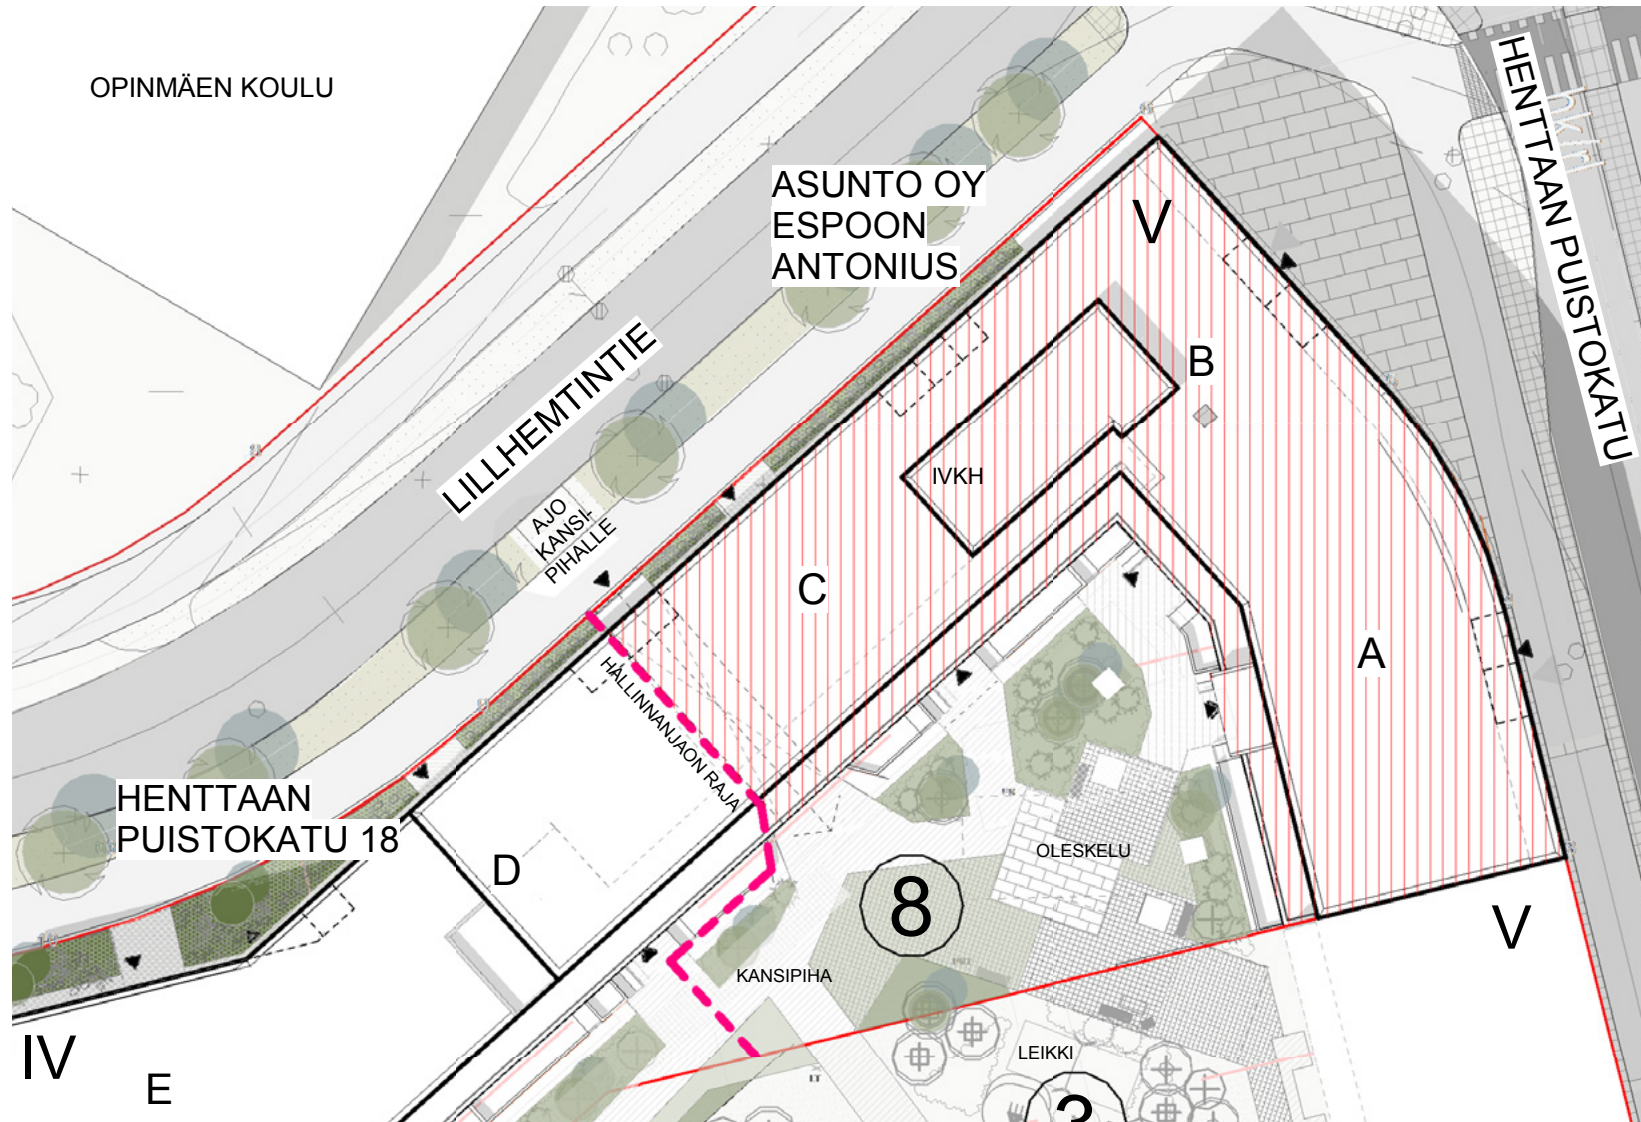 OPINMÄEN KOULU
HENTTAAN PUISTOKATU
ASUNTO OY
ESPOON
ANTONIUS
V
LILLHEMTINTIE
B
IVKH
AJO
KANSI-
PIHALLE
C
A
HALLINNANJAON RAJA
HENTTAAN
PUISTOKATU 18
D
OLESKELU
8
V
KANSIPIHA
IV
E
LEIKKI
3